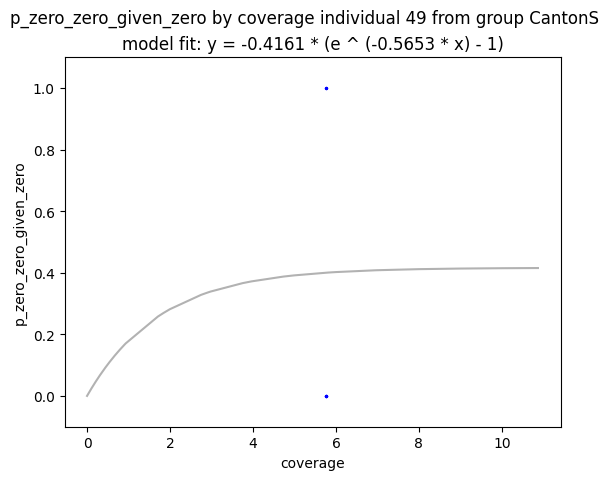 p_zero_zero_given_zero by coverage individual 49 from group CantonS
model fit: y = -0.4161 * (e ^ (-0.5653 * x) - 1)
p_zero_zero_given_zero
1.0
0.8
0.6
0.4
0.2
0.0
0 2 4 6 8 10
coverage